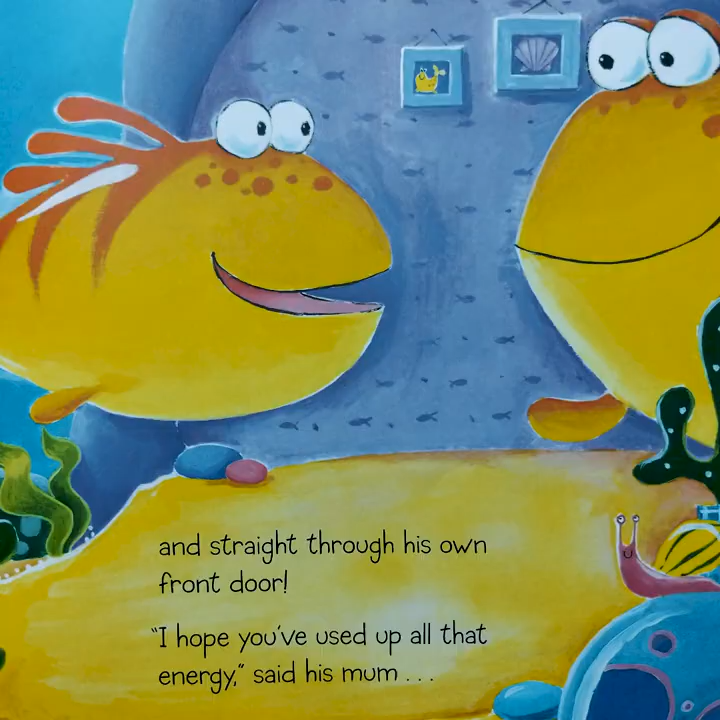 and straight through his own
front door!
“I hope you’ve used up all that
energy,” said his mum . . .